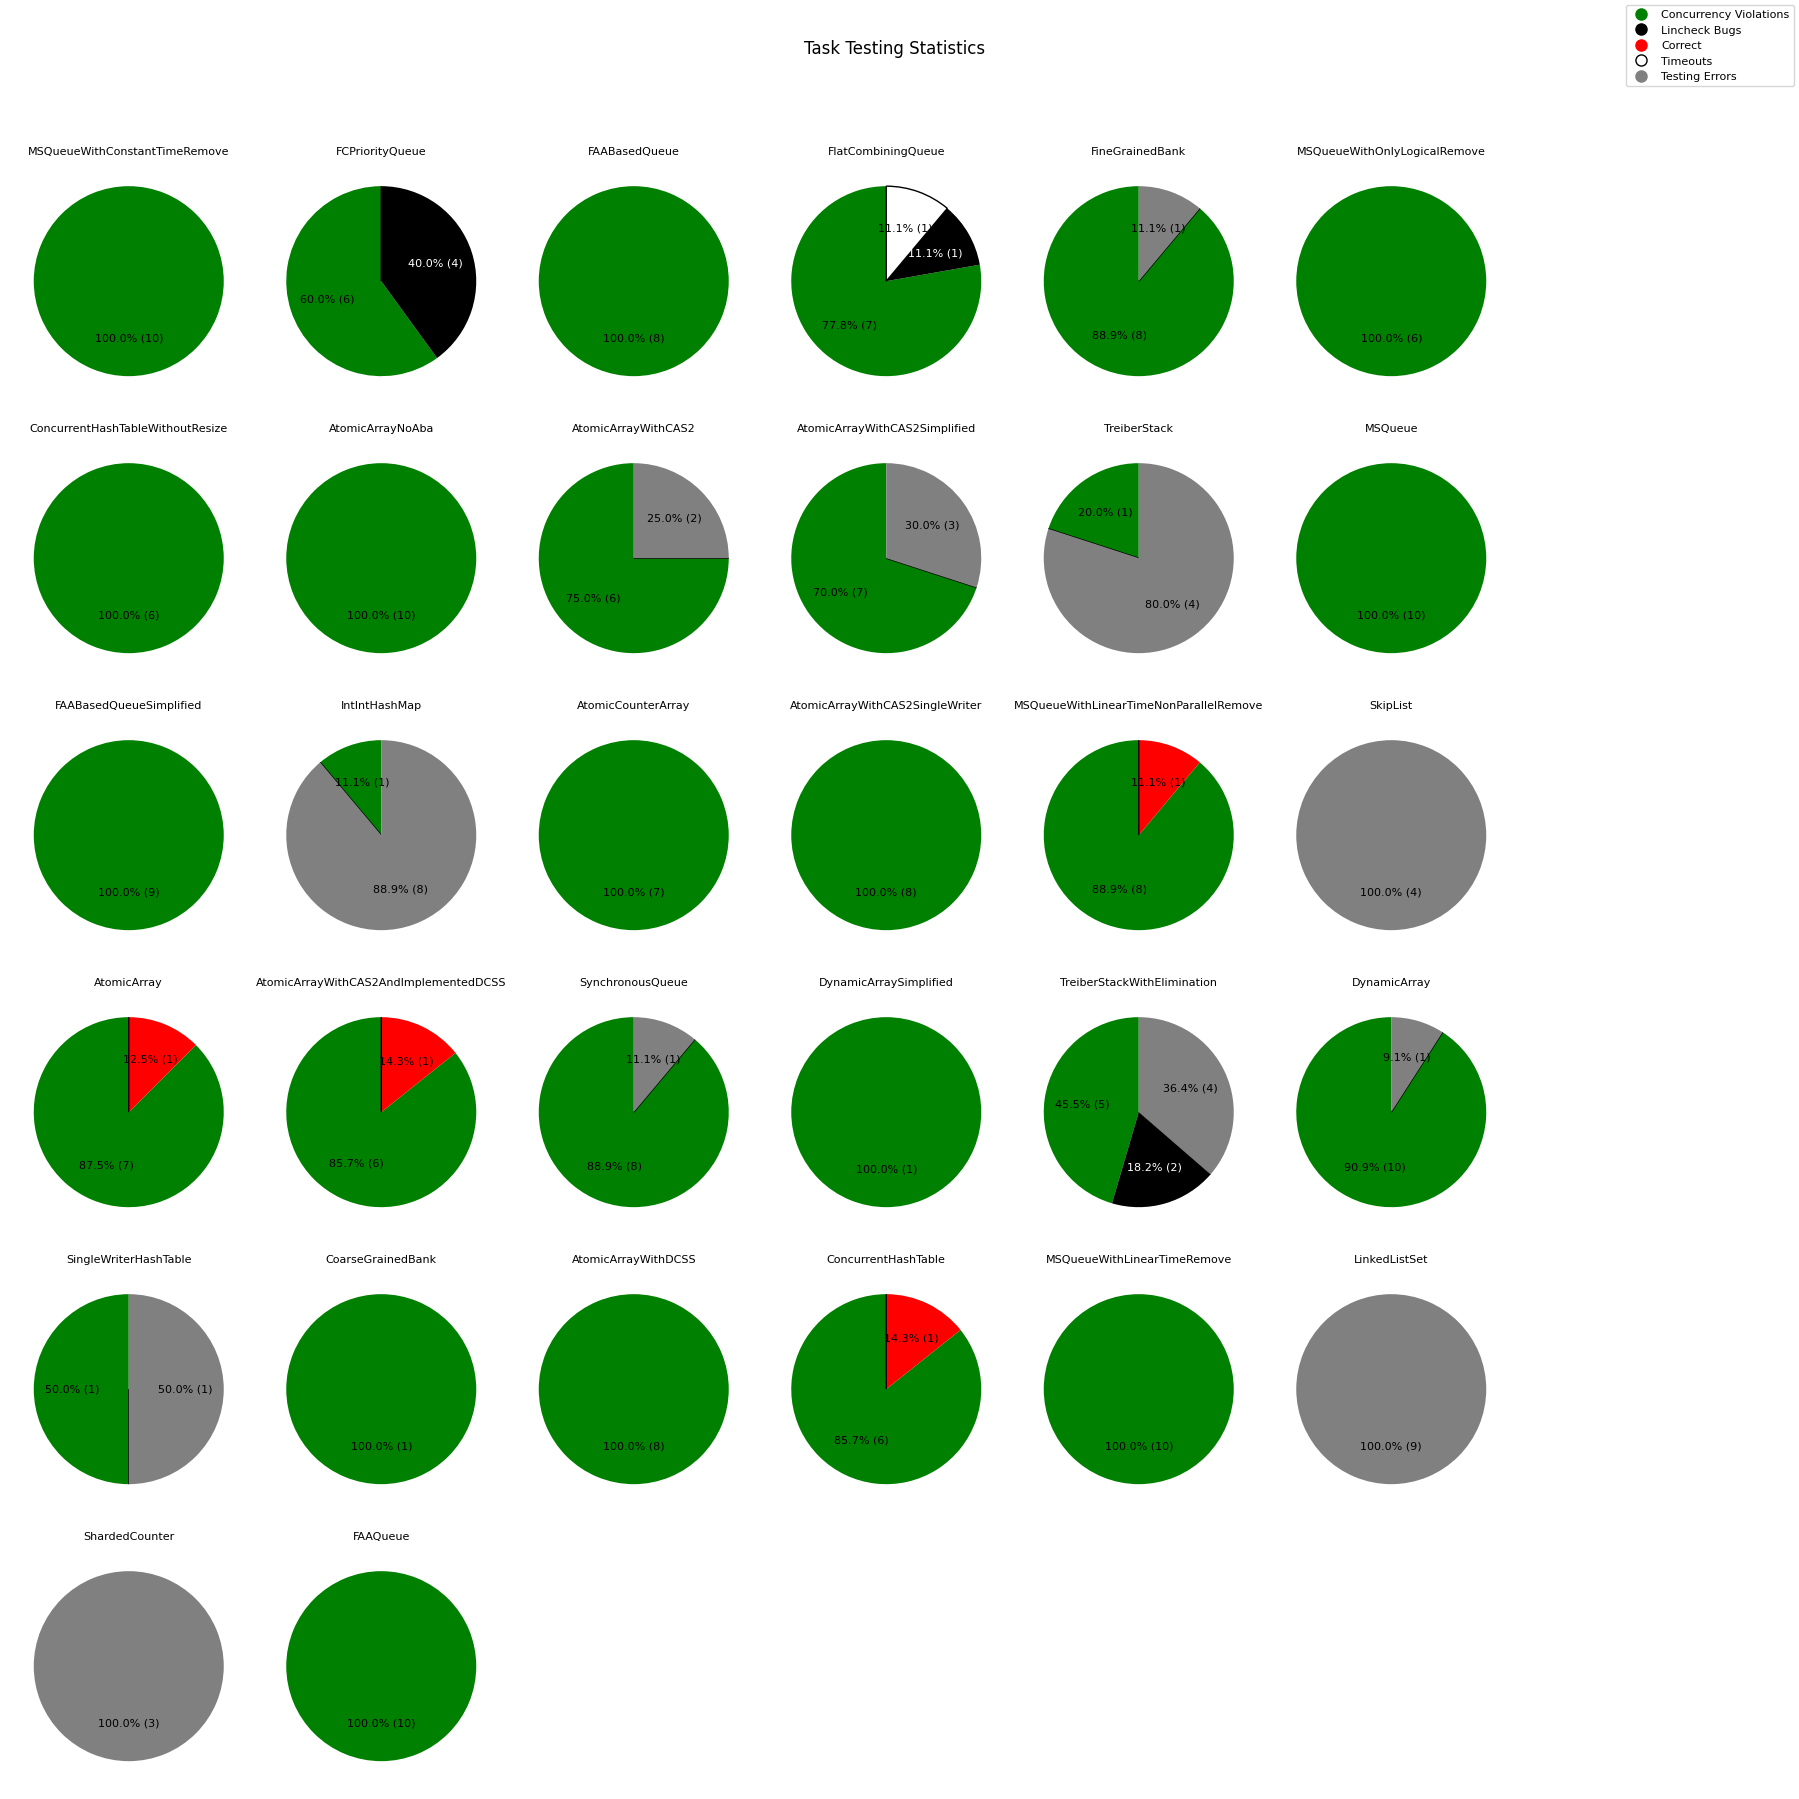 Concurrency Violations
Lincheck Bugs
Correct
Timeouts
Testing Errors
Task Testing Statistics
MSQueueWithConstantTimeRemove
100.0% (10)
FCPriorityQueue
40.0% (4)
60.0% (6)
FAABasedQueue
100.0% (8)
FlatCombiningQueue
11.1% (1)
11.1% (1)
77.8% (7)
FineGrainedBank
11.1% (1)
88.9% (8)
MSQueueWithOnlyLogicalRemove
100.0% (6)
ConcurrentHashTableWithoutResize
100.0% (6)
AtomicArrayNoAba
100.0% (10)
AtomicArrayWithCAS2
25.0% (2)
75.0% (6)
AtomicArrayWithCAS2Simplified
30.0% (3)
70.0% (7)
TreiberStack
20.0% (1)
80.0% (4)
MSQueue
100.0% (10)
FAABasedQueueSimplified
100.0% (9)
IntIntHashMap
11.1% (1)
88.9% (8)
AtomicCounterArray
100.0% (7)
AtomicArrayWithCAS2SingleWriter
100.0% (8)
MSQueueWithLinearTimeNonParallelRemove
11.1% (1)
88.9% (8)
SkipList
100.0% (4)
AtomicArray
12.5% (1)
87.5% (7)
AtomicArrayWithCAS2AndImplementedDCSS
14.3% (1)
85.7% (6)
SynchronousQueue
11.1% (1)
88.9% (8)
DynamicArraySimplified
100.0% (1)
TreiberStackWithElimination
36.4% (4)
45.5% (5)
18.2% (2)
DynamicArray
9.1% (1)
90.9% (10)
SingleWriterHashTable
50.0% (1)
50.0% (1)
CoarseGrainedBank
100.0% (1)
AtomicArrayWithDCSS
100.0% (8)
ConcurrentHashTable
14.3% (1)
85.7% (6)
MSQueueWithLinearTimeRemove
100.0% (10)
LinkedListSet
100.0% (9)
ShardedCounter
100.0% (3)
FAAQueue
100.0% (10)